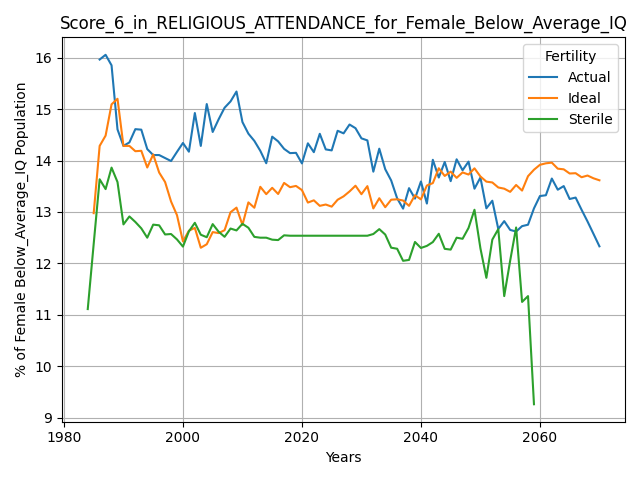 Score_6_in_RELIGIOUS_ATTENDANCE_for_Female_Below_Average_IQ
Fertility
Actual
Ideal
Sterile
% of Female Below_Average_IQ Population
16
15
14
13
12
11
10
9
1980
2000
2020
2040
2060
Years